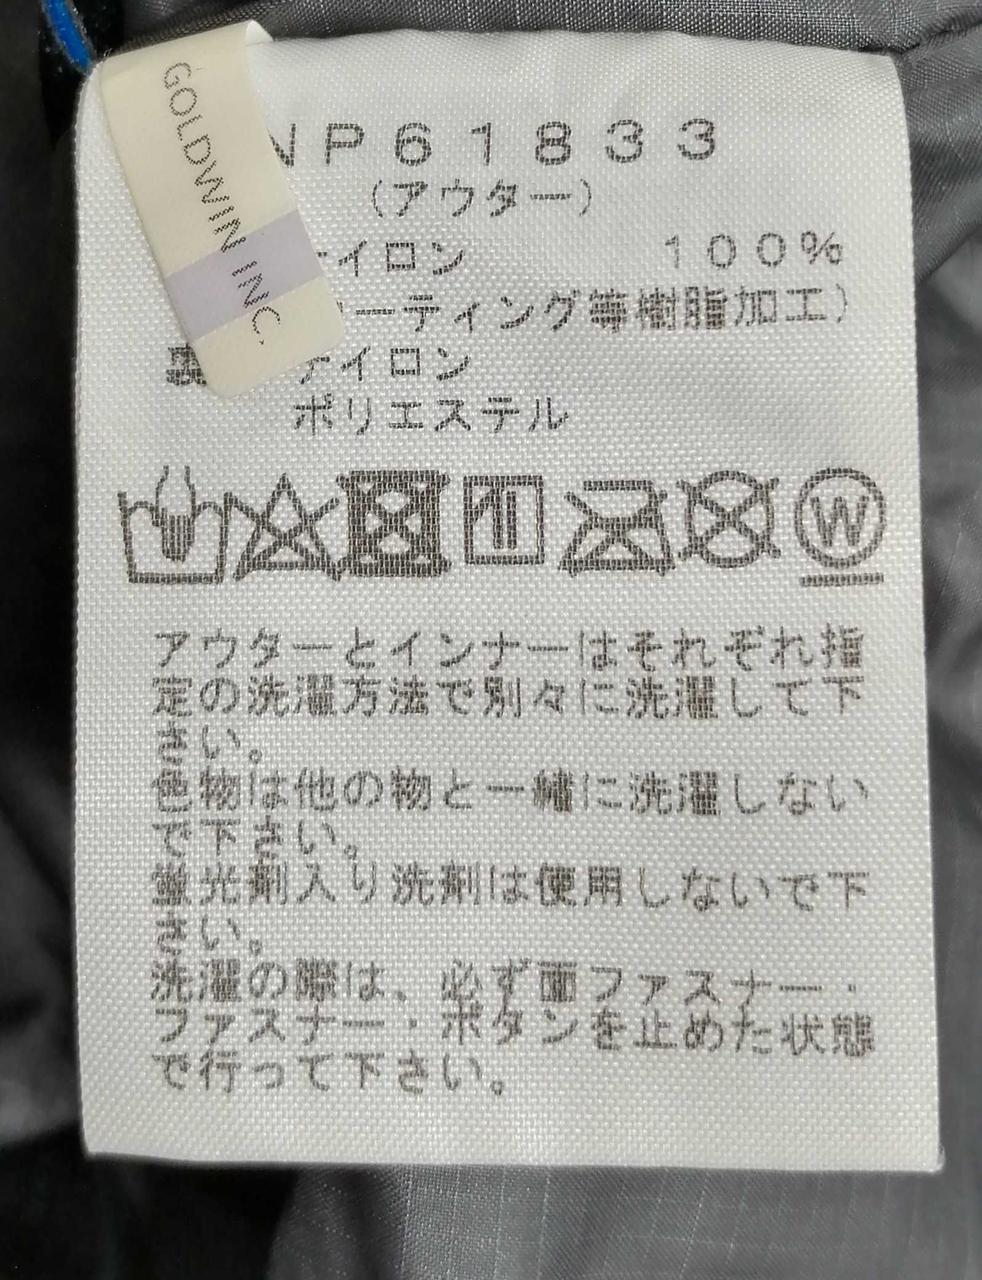 GOLDWIN INC.
NP61833
(アウター)
イロン 100%
ーティング等樹脂加工)
裏 ナイロン
ポリエステル
W
アウターとインナーはそれぞれ指
定の洗濯方法で別々に洗濯して下
さい。
色物は他の物と一緒に洗濯しない
で下さい。
蛍光剤入り洗剤は使用しないで下
さい。
洗濯の際は、必ず面ファスナー・
ファスナー・ボタンを止めた状態
で行って下さい。